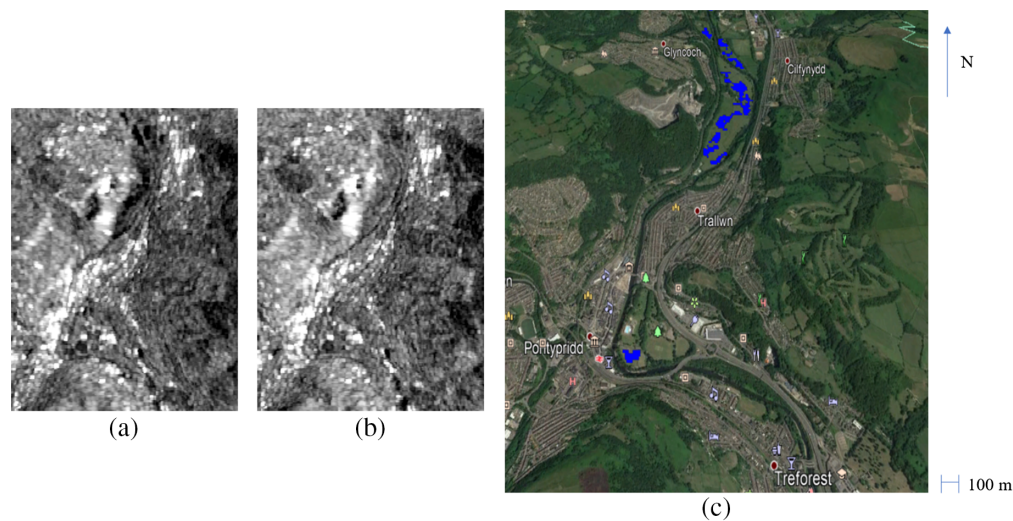 Glyncoch
Cilfynydd
N
Trallwn
n
Pontypridd
H
H
Treforest
100 m
(a)
(b)
(c)